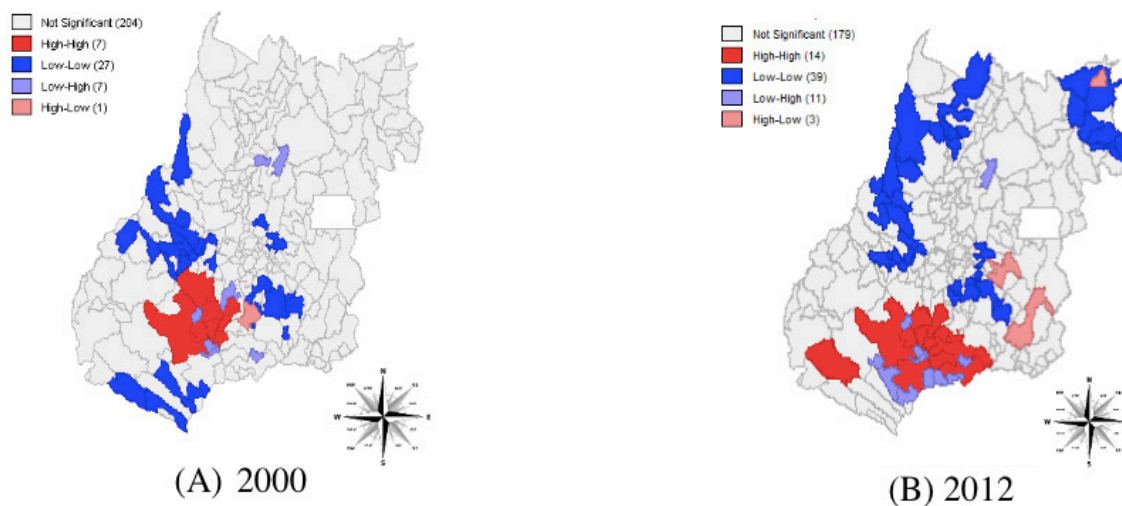 Not Significant (204)
High-High (7)
Low-Low (27)
Low-High (7)
High-Low (1)
N
W
E
S
(A) 2000
Not Significant (179)
High-High (14)
Low-Low (39)
Low-High (11)
High-Low (3)
N
W
S
(B) 2012